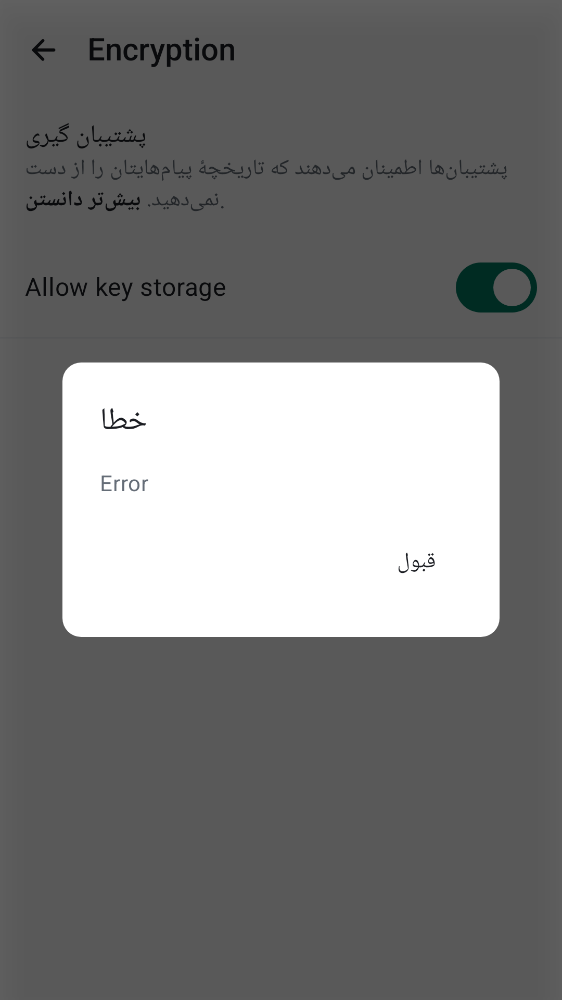 Encryption
پشتیبان گیری
پشتیبان‌ها اطمینان می‌دهند که تاریخچهٔ پیام‌هایتان را از دست
نمی‌دهید. بیش‌تر دانستن.
Allow key storage
خطا
Error
قبول